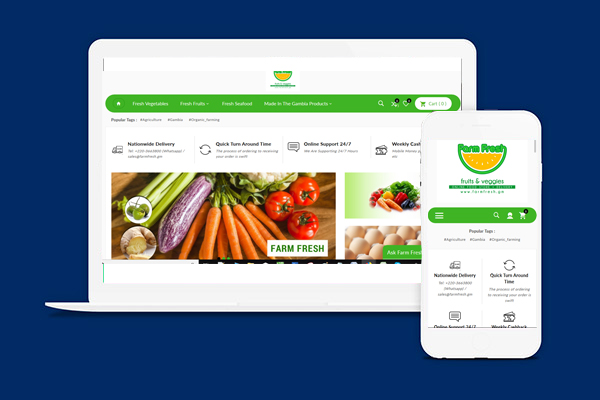 Fresh Vegetables Fresh Fruits Fresh Seafood Made In The Gambia Products Cart ( 0 )
Popular Tags : #Agriculture #Gambia #Organic_farming
Nationwide Delivery
Tel: +220-3663800 (Whatsapp) /
sales@farmfresh.gm
Quick Turn Around Time
The process of ordering to receiving
your order is swift
Online Support 24/7
We Are Supporting 24/7 Hours
Weekly Cash
Mobile Money
etc
FARM FRESH
Ask Farm Fresh
Farm Fresh
fruits & veggies
www.farmfresh.gm
Popular Tags :
#Agriculture #Gambia #Organic_farming
Nationwide Delivery
Tel: +220-3663800
(Whatsapp) /
sales@farmfresh.gm
Quick Turn Around
Time
The process of ordering
to receiving your order is
swift
Online Support 24/7
Weekly Cashback